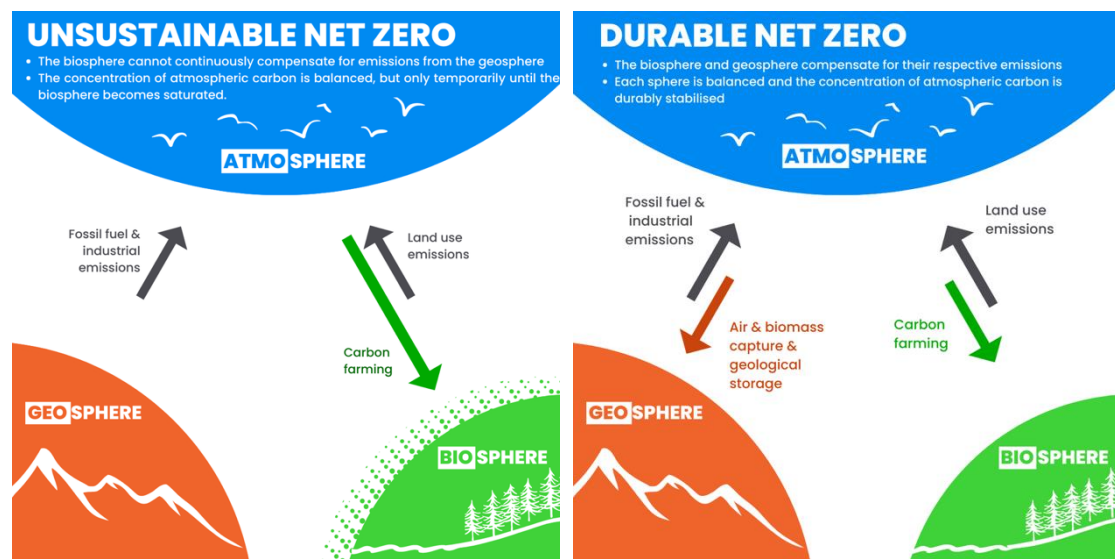 UNSUSTAINABLE NET ZERO
• The biosphere cannot continuously compensate for emissions from the geosphere
• The concentration of atmospheric carbon is balanced, but only temporarily until the
biosphere becomes saturated.
ATMOSPHERE
Fossil fuel &
industrial
emissions
Land use
emissions
Carbon
farming
GEOSPHERE
BIOSPHERE
DURABLE NET ZERO
• The biosphere and geosphere compensate for their respective emissions
• Each sphere is balanced and the concentration of atmospheric carbon is
durably stabilised
ATMOSPHERE
Fossil fuel &
industrial
emissions
Land use
emissions
Air & biomass
capture &
geological
storage
Carbon
farming
GEOSPHERE
BIOSPHERE